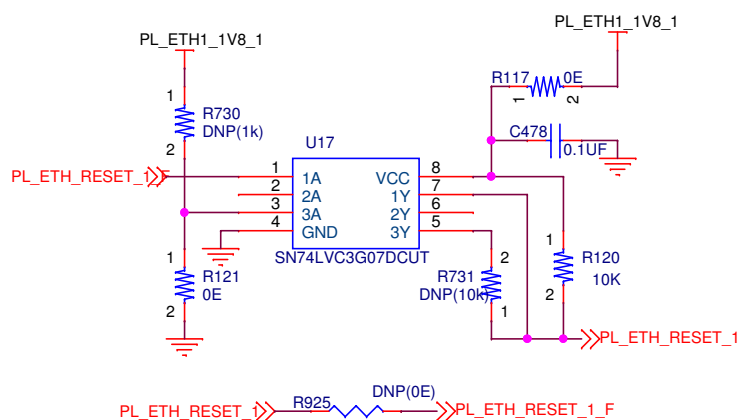 PL_ETH1_1V8_1
PL_ETH1_1V8_1
R117
0E
1
2
1
R730
DNP(1k)
2
C478
0.1UF
U17
PL_ETH_RESET_1_F
1
1A
VCC
8
2
2A
1Y
7
3
3A
2Y
6
4
GND
3Y
5
SN74LVC3G07DCUT
1
R121
0E
2
2
R731
DNP(10k)
1
1
R120
10K
2
PL_ETH_RESET_1
PL_ETH_RESET_1
R925
DNP(0E)
PL_ETH_RESET_1_F